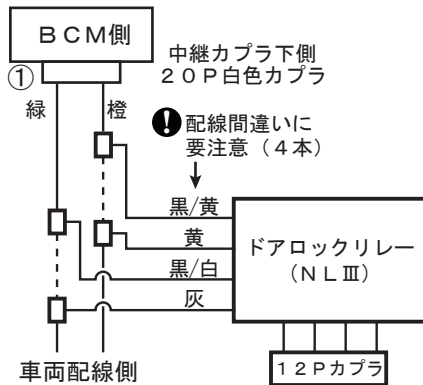 BCM側
①
中継カプラ下側
20P白色カプラ
緑
橙
! 配線間違いに
要注意（4本）
黒/黄
黄
黒/白
灰
ドアロックリレー
（NLⅢ）
車両配線側
12Pカプラ